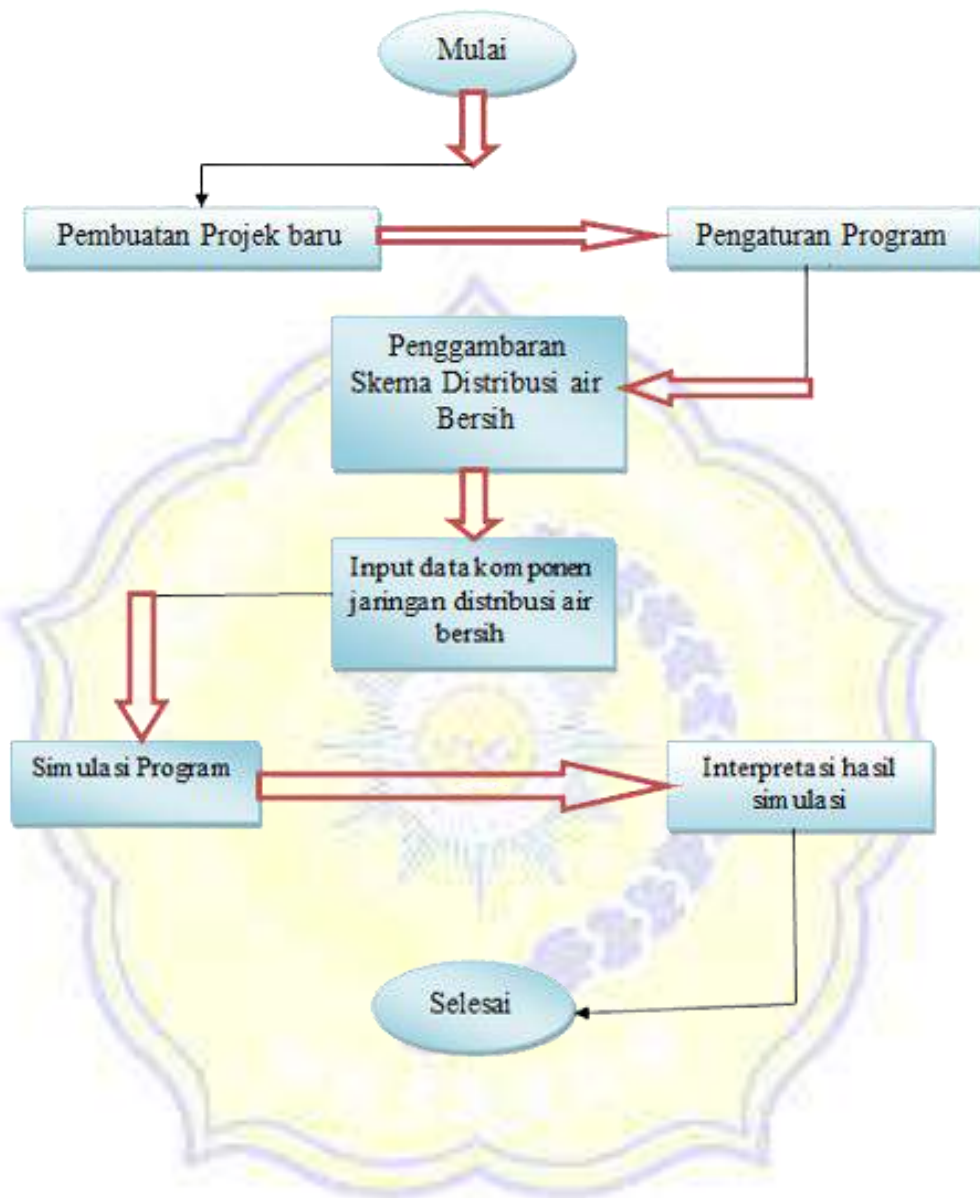 Mulai
Pembuatan Projek baru
Pengaturan Program
Penggambaran
Skema Distribusi air
Bersih
Input data komponen
jaringan distribusi air
bersih
Simulasi Program
Interpretasi hasil
simulasi
Selesai